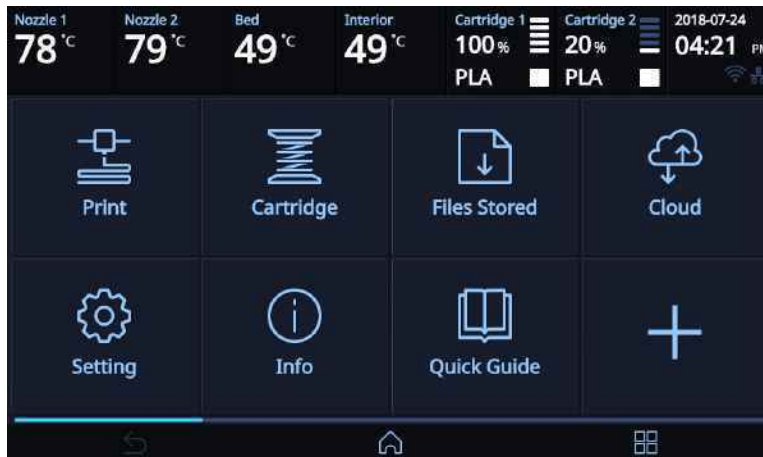 Nozzle 1 Nozzle 2 Bed Interior Cartridge 1 Cartridge 2 2018-07-24
78°C 79°C 49°C 49°C 100% 20% 04:21 PM
PLA PLA
Print Cartridge Files Stored Cloud
Setting Info Quick Guide